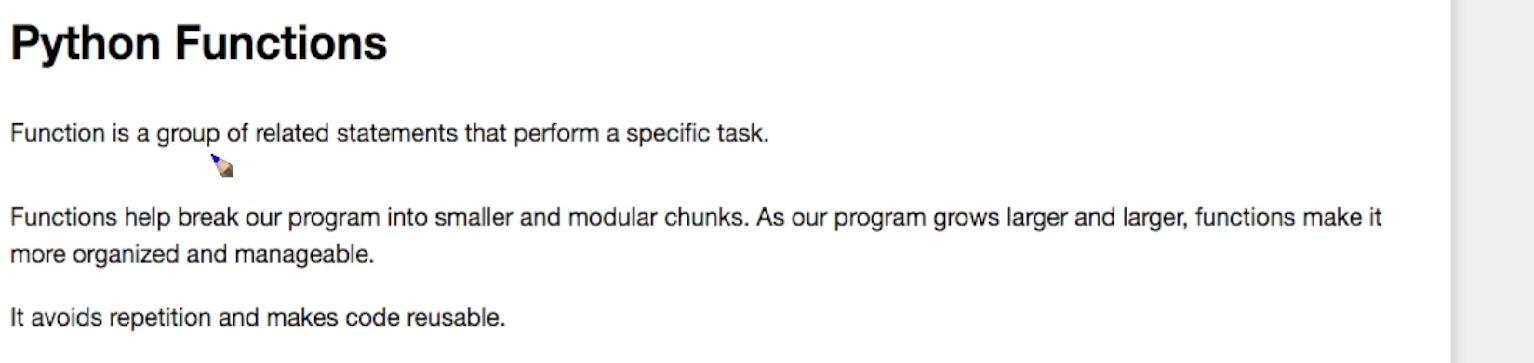 Python Functions
Function is a group of related statements that perform a specific task.
Functions help break our program into smaller and modular chunks. As our program grows larger and larger, functions make it
more organized and manageable.
It avoids repetition and makes code reusable.